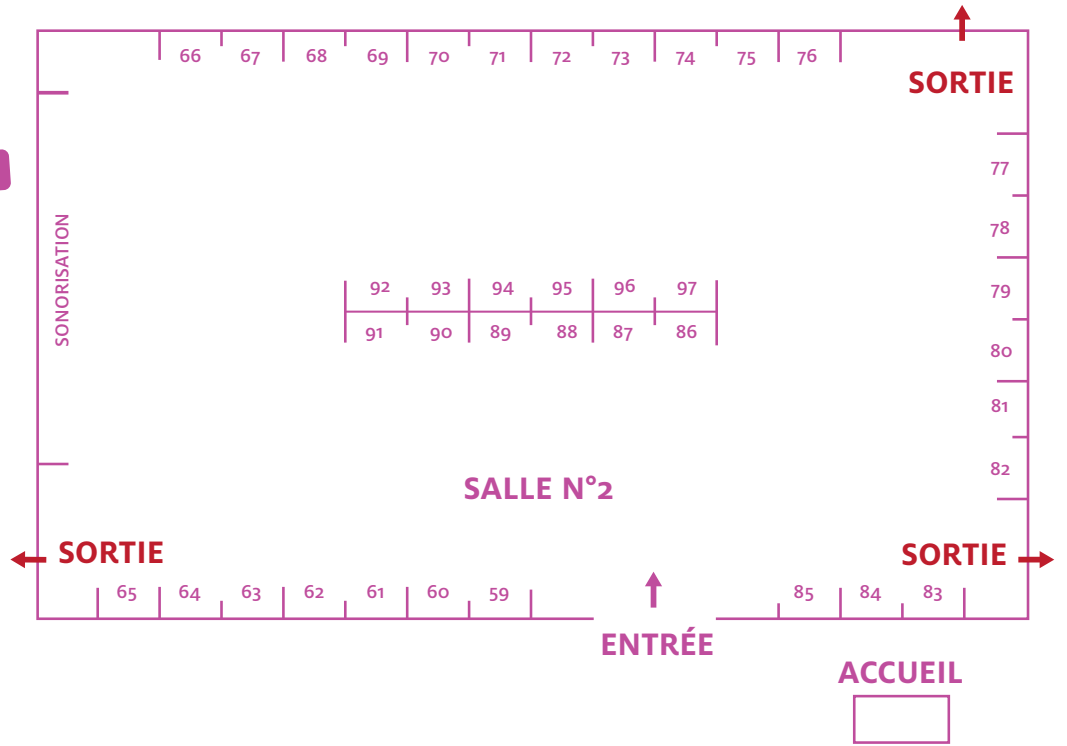 66 67 68 69 70 71 72 73 74 75 76
SORTIE
77
78
79
80
81
82
SONORISATION
92 93 94 95 96 97
91 90 89 88 87 86
SALLE N°2
SORTIE
SORTIE
65 64 63 62 61 60 59
85 84 83
ENTRÉE
ACCUEIL